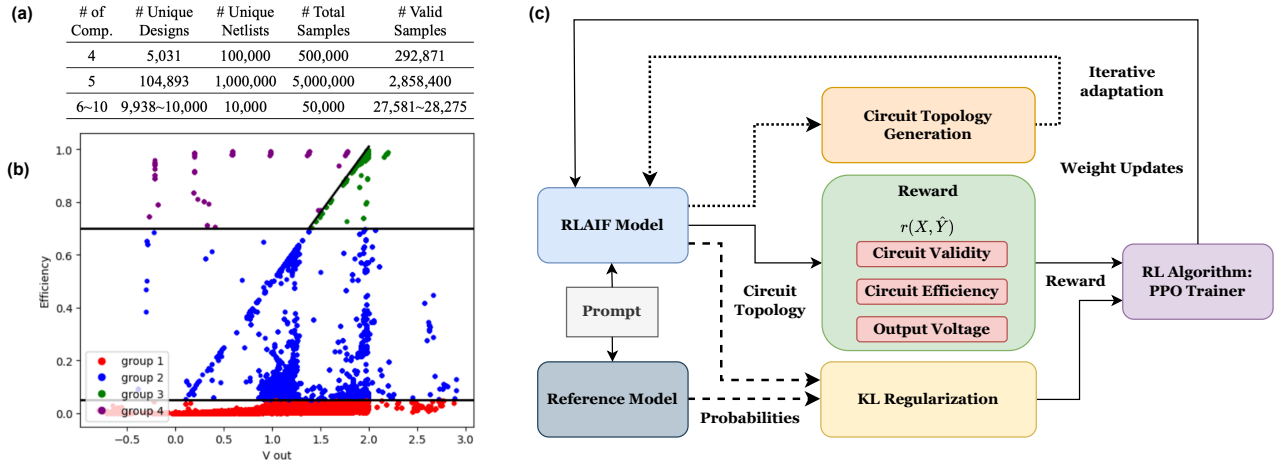 (a)
# of # Unique # Unique # Total # Valid
Comp. Designs Netlists Samples Samples
4 5,031 100,000 500,000 292,871
5 104,893 1,000,000 5,000,000 2,858,400
6~10 9,938~10,000 10,000 50,000 27,581~28,275
(b)
1.0
0.8
0.6
0.4
0.2
0.0
Efficiency
group 1
group 2
group 3
group 4
−0.5 0.0 0.5 1.0 1.5 2.0 2.5 3.0
V out
(c)
Iterative
adaptation
Circuit Topology
Generation
Weight Updates
RLAIF Model
Reward
r(X, Ŷ)
Circuit Validity
Circuit Efficiency
Output Voltage
Circuit
Topology
Reward
RL Algorithm:
PPO Trainer
Prompt
Reference Model
Probabilities
KL Regularization